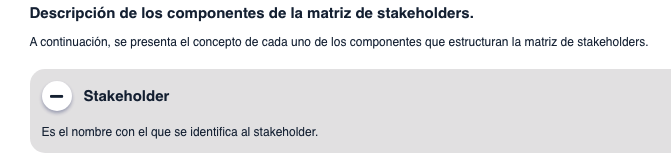 Descripción de los componentes de la matriz de stakeholders.
A continuación, se presenta el concepto de cada uno de los componentes que estructuran la matriz de stakeholders.
Stakeholder
Es el nombre con el que se identifica al stakeholder.